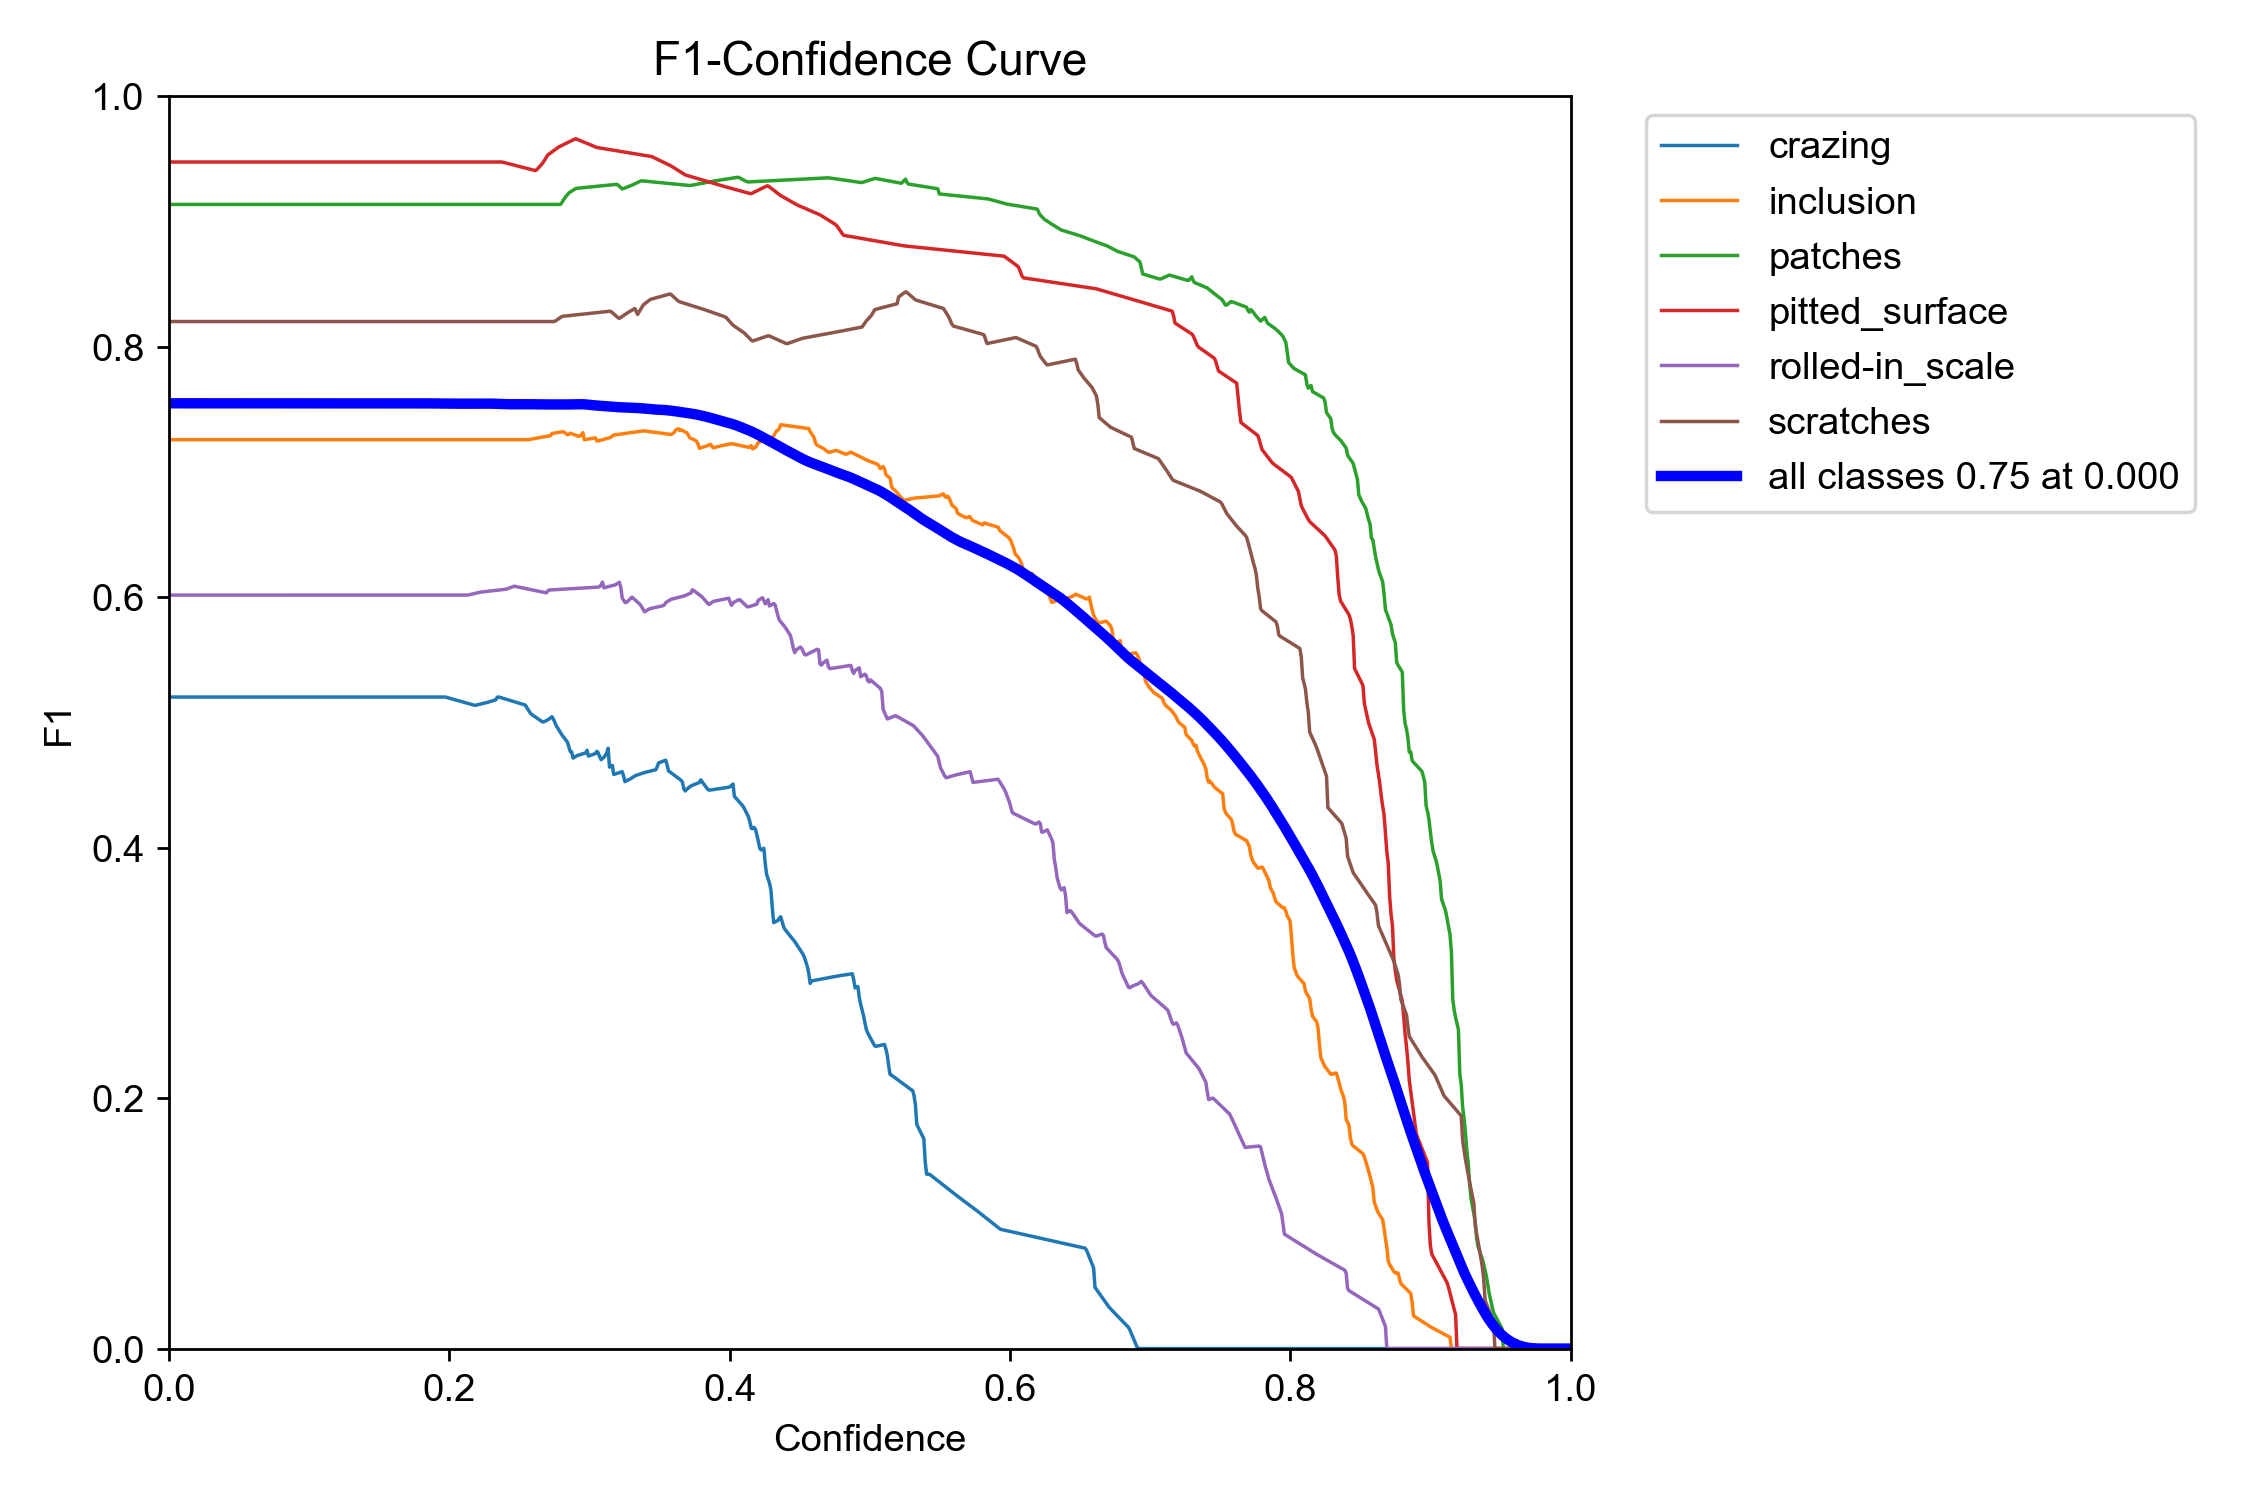 F1-Confidence Curve
1.0
0.8
0.6
0.4
0.2
0.0
F1
0.0 0.2 0.4 0.6 0.8 1.0
Confidence
crazing
inclusion
patches
pitted_surface
rolled-in_scale
scratches
all classes 0.75 at 0.000